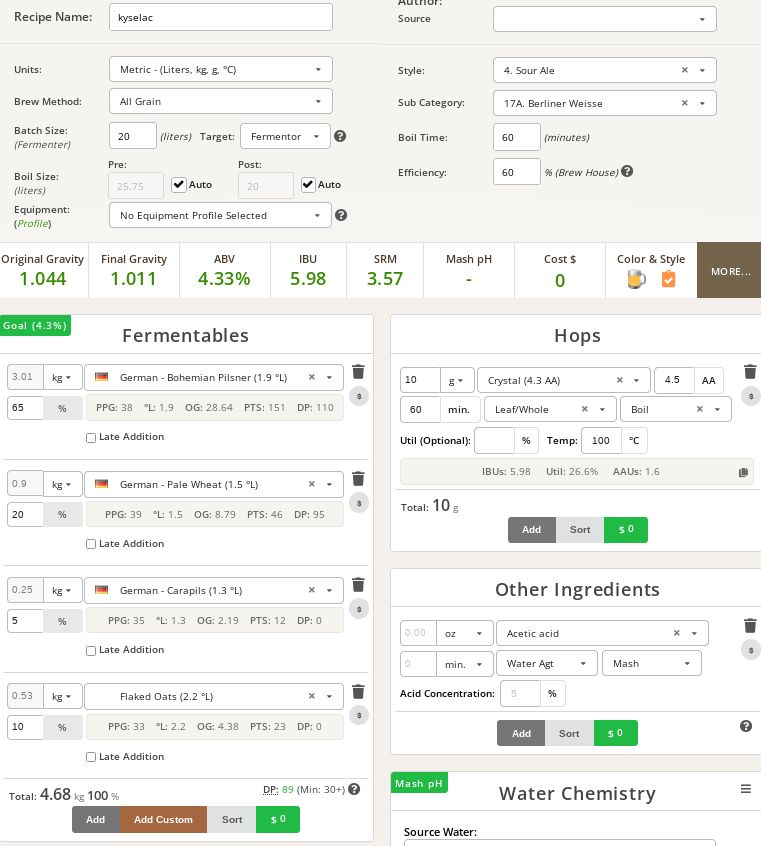 Author:
Recipe Name: kyselac
Source
Units: Metric - (Liters, kg, g, °C)
Brew Method: All Grain
Batch Size: 20 (liters) Target: Fermentor
(Fermenter)
Pre: Post:
Boil Size: 25.75 Auto 20 Auto
(liters)
Equipment: No Equipment Profile Selected
(Profile)
Style: 4. Sour Ale
Sub Category: 17A. Berliner Weisse
Boil Time: 60 (minutes)
Efficiency: 60 % (Brew House)
Original Gravity Final Gravity ABV IBU SRM Mash pH Cost $ Color & Style
1.044 1.011 4.33% 5.98 3.57 - 0 MORE...
Goal (4.3%)
Fermentables
3.01 kg German - Bohemian Pilsner (1.9 °L)
65 % PPG: 38 °L: 1.9 OG: 28.64 PTS: 151 DP: 110 $
Late Addition
0.9 kg German - Pale Wheat (1.5 °L)
20 % PPG: 39 °L: 1.5 OG: 8.79 PTS: 46 DP: 95 $
Late Addition
0.25 kg German - Carapils (1.3 °L)
5 % PPG: 35 °L: 1.3 OG: 2.19 PTS: 12 DP: 0 $
Late Addition
0.53 kg Flaked Oats (2.2 °L)
10 % PPG: 33 °L: 2.2 OG: 4.38 PTS: 23 DP: 0 $
Late Addition
Total: 4.68 kg 100 % DP: 89 (Min: 30+)
Add Add Custom Sort $ 0
Hops
10 g Crystal (4.3 AA) 4.5 AA
$
60 min. Leaf/Whole Boil
Util (Optional): % Temp: 100 °C
IBUs: 5.98 Util: 26.6% AAUs: 1.6
Total: 10 g
Add Sort $ 0
Other Ingredients
0.00 oz Acetic acid
$
0 min. Water Agt Mash
Acid Concentration: 5 %
Add Sort $ 0
Mash pH
Water Chemistry
Source Water: